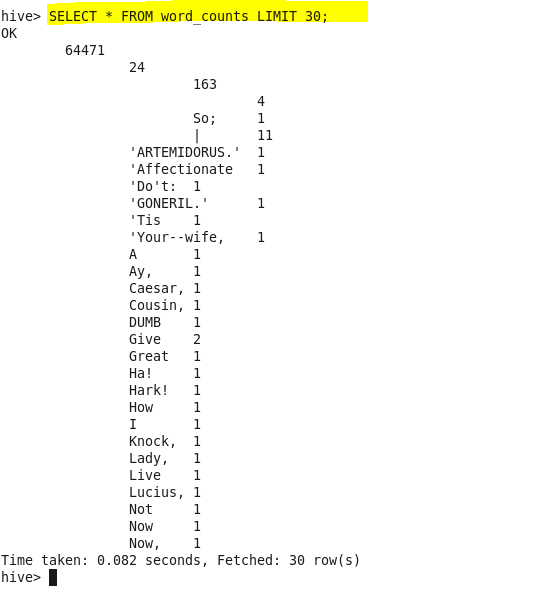 hive> SELECT * FROM word_counts LIMIT 30;
OK
64471
24
163
4
So; 1
| 11
'ARTEMIDORUS.' 1
'Affectionate 1
'Do't: 1
'GONERIL.' 1
'Tis 1
'Your--wife, 1
A 1
Ay, 1
Caesar, 1
Cousin, 1
DUMB 1
Give 2
Great 1
Ha! 1
Hark! 1
How 1
I 1
Knock, 1
Lady, 1
Live 1
Lucius, 1
Not 1
Now 1
Now, 1
Time taken: 0.082 seconds, Fetched: 30 row(s)
hive>